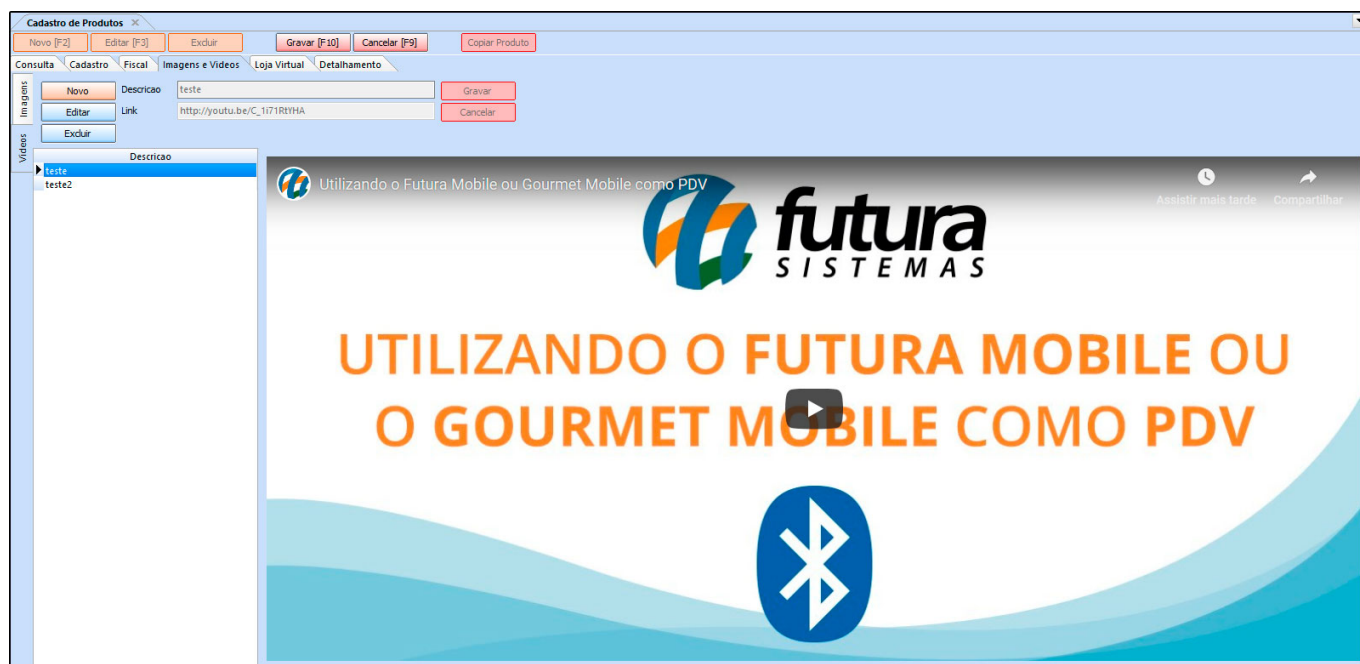 Cadastro de Produtos
Novo [F2] Editar [F3] Excluir Gravar [F10] Cancelar [F9] Copiar Produto
Consulta Cadastro Fiscal Imagens e Videos Loja Virtual Detalhamento
Imagens
Videos
Novo Descricao teste Gravar
Editar Link http://youtu.be/C_1i71RtYHA Cancelar
Excluir
Descricao
teste
teste2
Utilizando o Futura Mobile ou Gourmet Mobile como PDV
Assistir mais tarde Compartilhar
futura
SISTEMAS
UTILIZANDO O FUTURA MOBILE OU
O GOURMET MOBILE COMO PDV